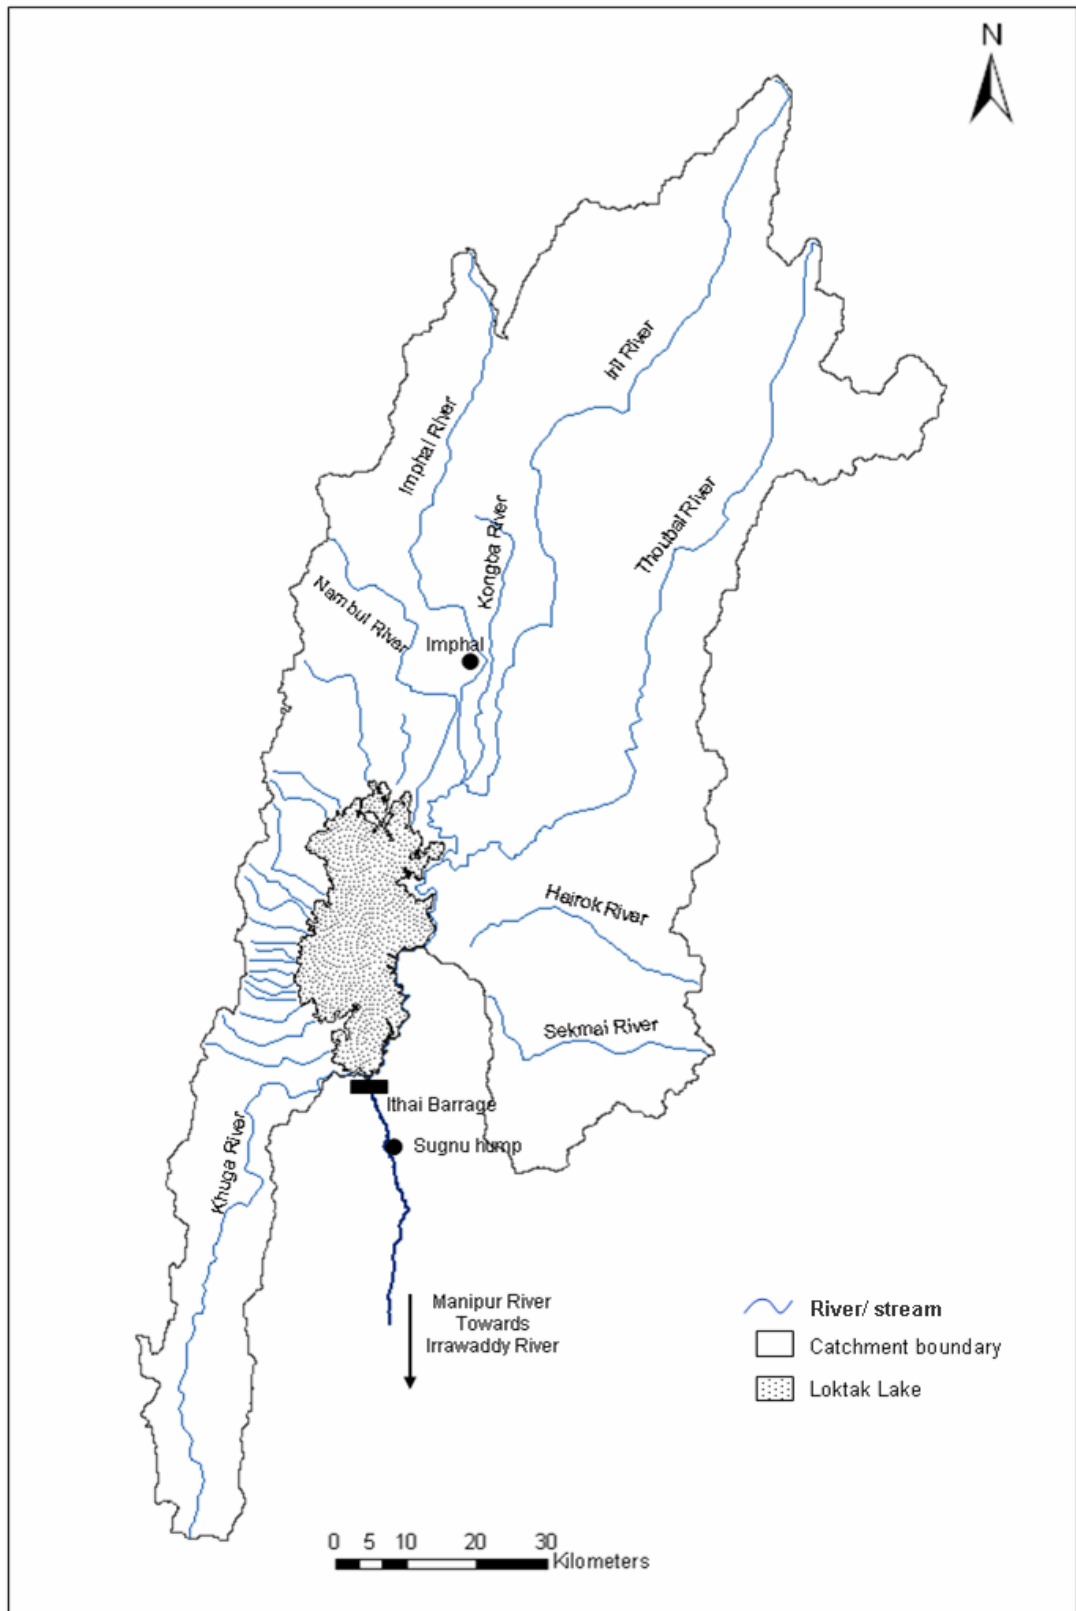 N
Iril River
Imphal River
Thoubal River
Kongba River
Nambul River
Imphal
Heirok River
Sekmai River
Ithai Barrage
Khuga River
Sugnu hump
Manipur River
Towards
Irrawaddy River
River/ stream
Catchment boundary
Loktak Lake
0 5 10 20 30
Kilometers